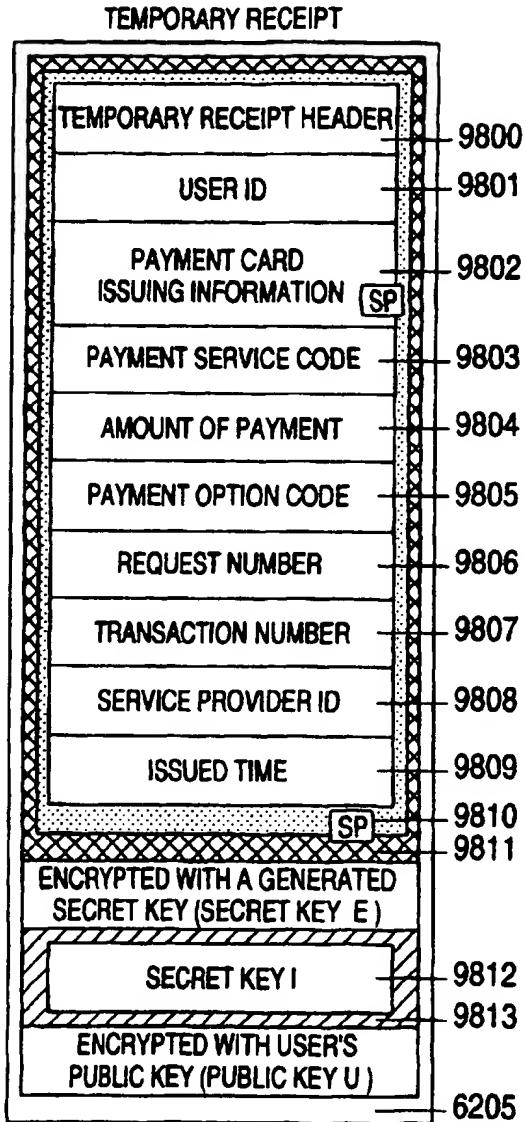 TEMPORARY RECEIPT
TEMPORARY RECEIPT HEADER
9800
USER ID
9801
PAYMENT CARD
ISSUING INFORMATION
SP
9802
PAYMENT SERVICE CODE
9803
AMOUNT OF PAYMENT
9804
PAYMENT OPTION CODE
9805
REQUEST NUMBER
9806
TRANSACTION NUMBER
9807
SERVICE PROVIDER ID
9808
ISSUED TIME
9809
SP
9810
9811
ENCRYPTED WITH A GENERATED
SECRET KEY (SECRET KEY E)
SECRET KEY I
9812
9813
ENCRYPTED WITH USER'S
PUBLIC KEY (PUBLIC KEY U)
6205